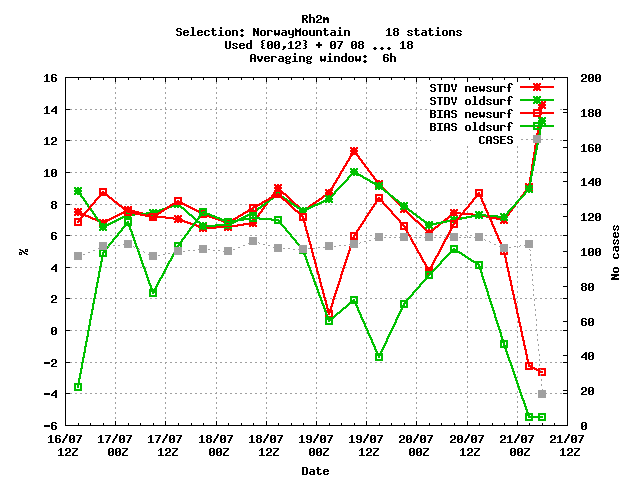 Rh2m
Selection: NorwayMountain 18 stations
Used {00,12} + 07 08 ... 18
Averaging window: 6h
STDV newsurf
STDV oldsurf
BIAS newsurf
BIAS oldsurf
CASES
16
14
12
10
8
6
4
2
0
-2
-4
-6
%
200
180
160
140
120
100
80
60
40
20
0
No cases
16/07 17/07 17/07 18/07 18/07 19/07 19/07 20/07 20/07 21/07 21/07
12Z 00Z 12Z 00Z 12Z 00Z 12Z 00Z 12Z 00Z 12Z
Date